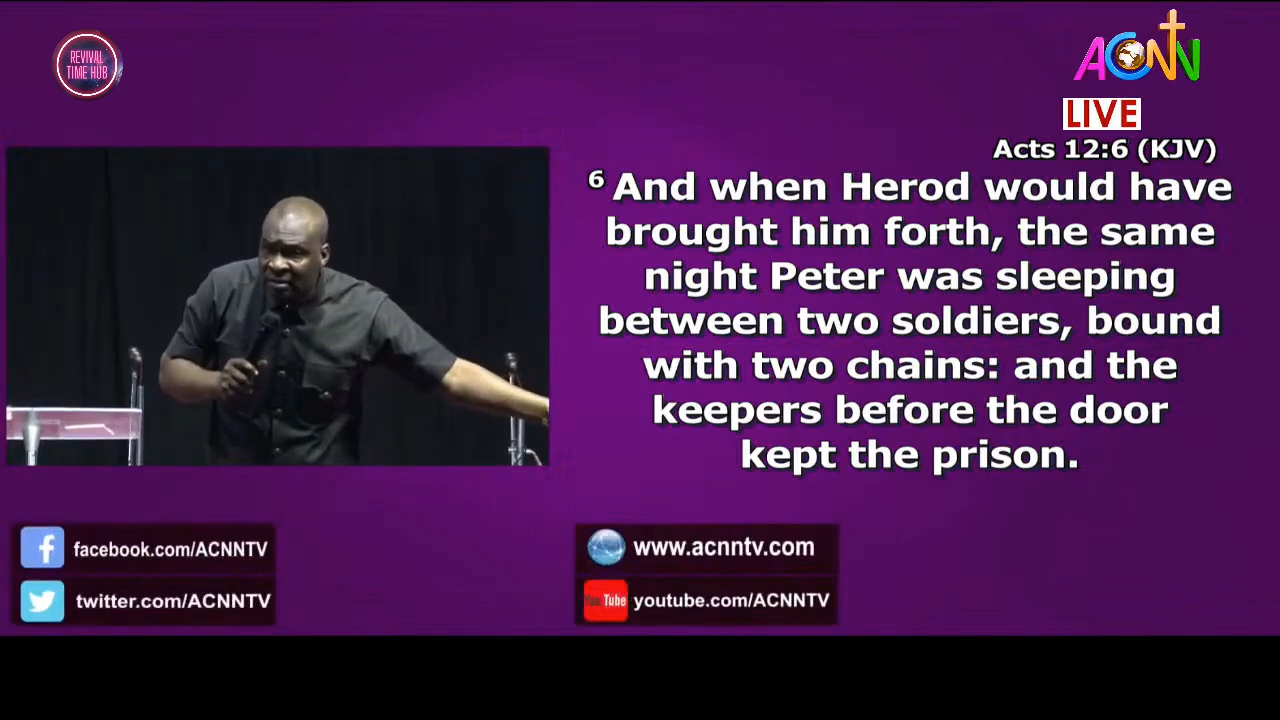 REVIVAL
TIME HUB
ACNN
LIVE
Acts 12:6 (KJV)
6 And when Herod would have
brought him forth, the same
night Peter was sleeping
between two soldiers, bound
with two chains: and the
keepers before the door
kept the prison.
facebook.com/ACNNTV
www.acnntv.com
twitter.com/ACNNTV
You Tube
youtube.com/ACNNTV